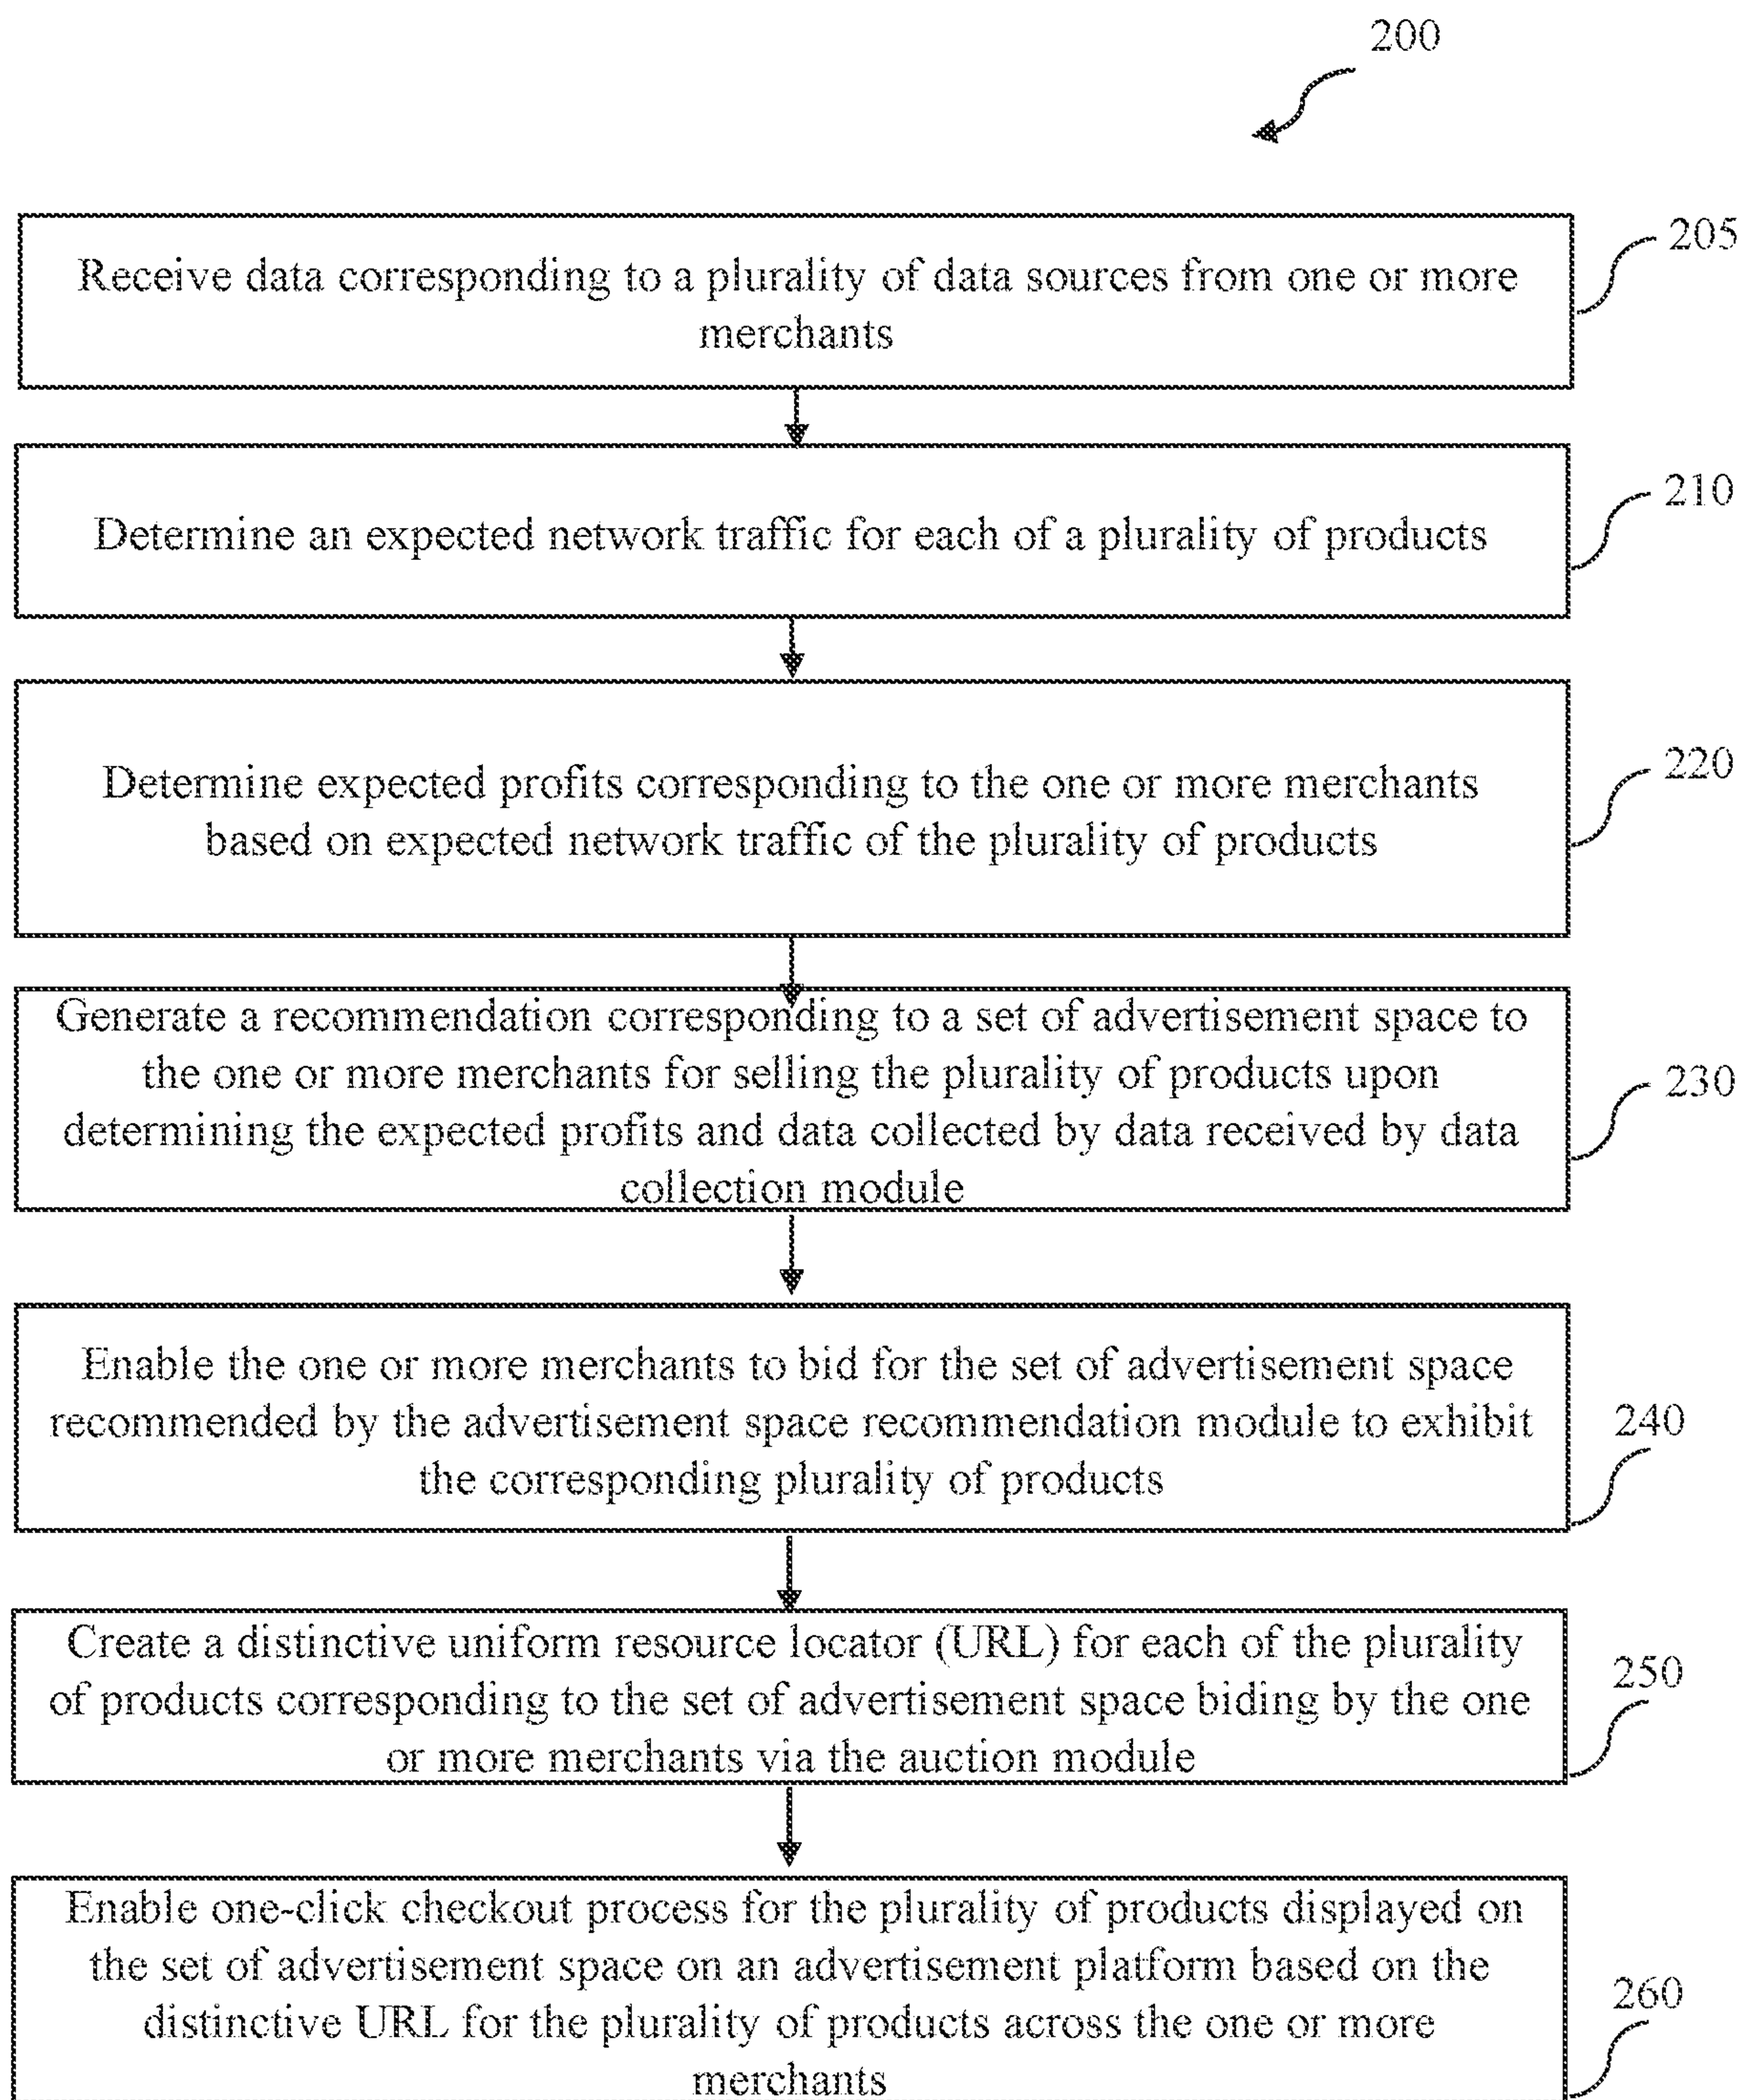 200
Receive data corresponding to a plurality of data sources from one or more
merchants
205
Determine an expected network traffic for each of a plurality of products
210
Determine expected profits corresponding to the one or more merchants
based on expected network traffic of the plurality of products
220
Generate a recommendation corresponding to a set of advertisement space to
the one or more merchants for selling the plurality of products upon
determining the expected profits and data collected by data received by data
collection module
230
Enable the one or more merchants to bid for the set of advertisement space
recommended by the advertisement space recommendation module to exhibit
the corresponding plurality of products
240
Create a distinctive uniform resource locator (URL) for each of the plurality
of products corresponding to the set of advertisement space biding by the one
or more merchants via the auction module
250
Enable one-click checkout process for the plurality of products displayed on
the set of advertisement space on an advertisement platform based on the
distinctive URL for the plurality of products across the one or more
merchants
260